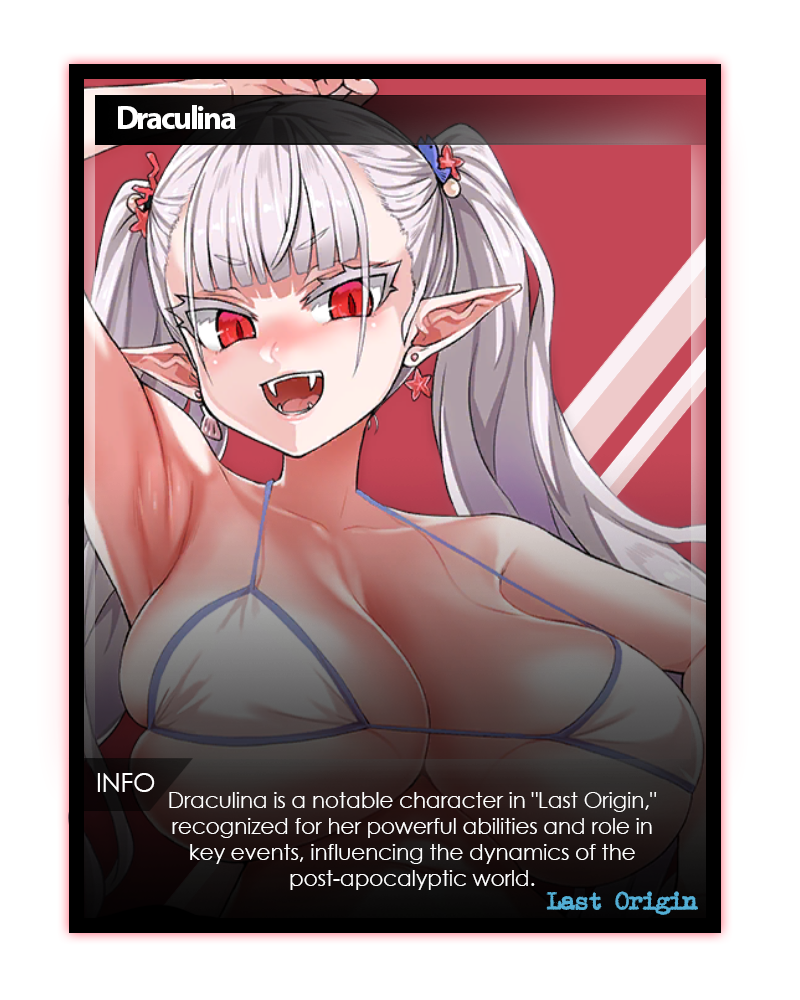 Draculina
INFO
Draculina is a notable character in "Last Origin,"
recognized for her powerful abilities and role in
key events, influencing the dynamics of the
post-apocalyptic world.
Last Origin